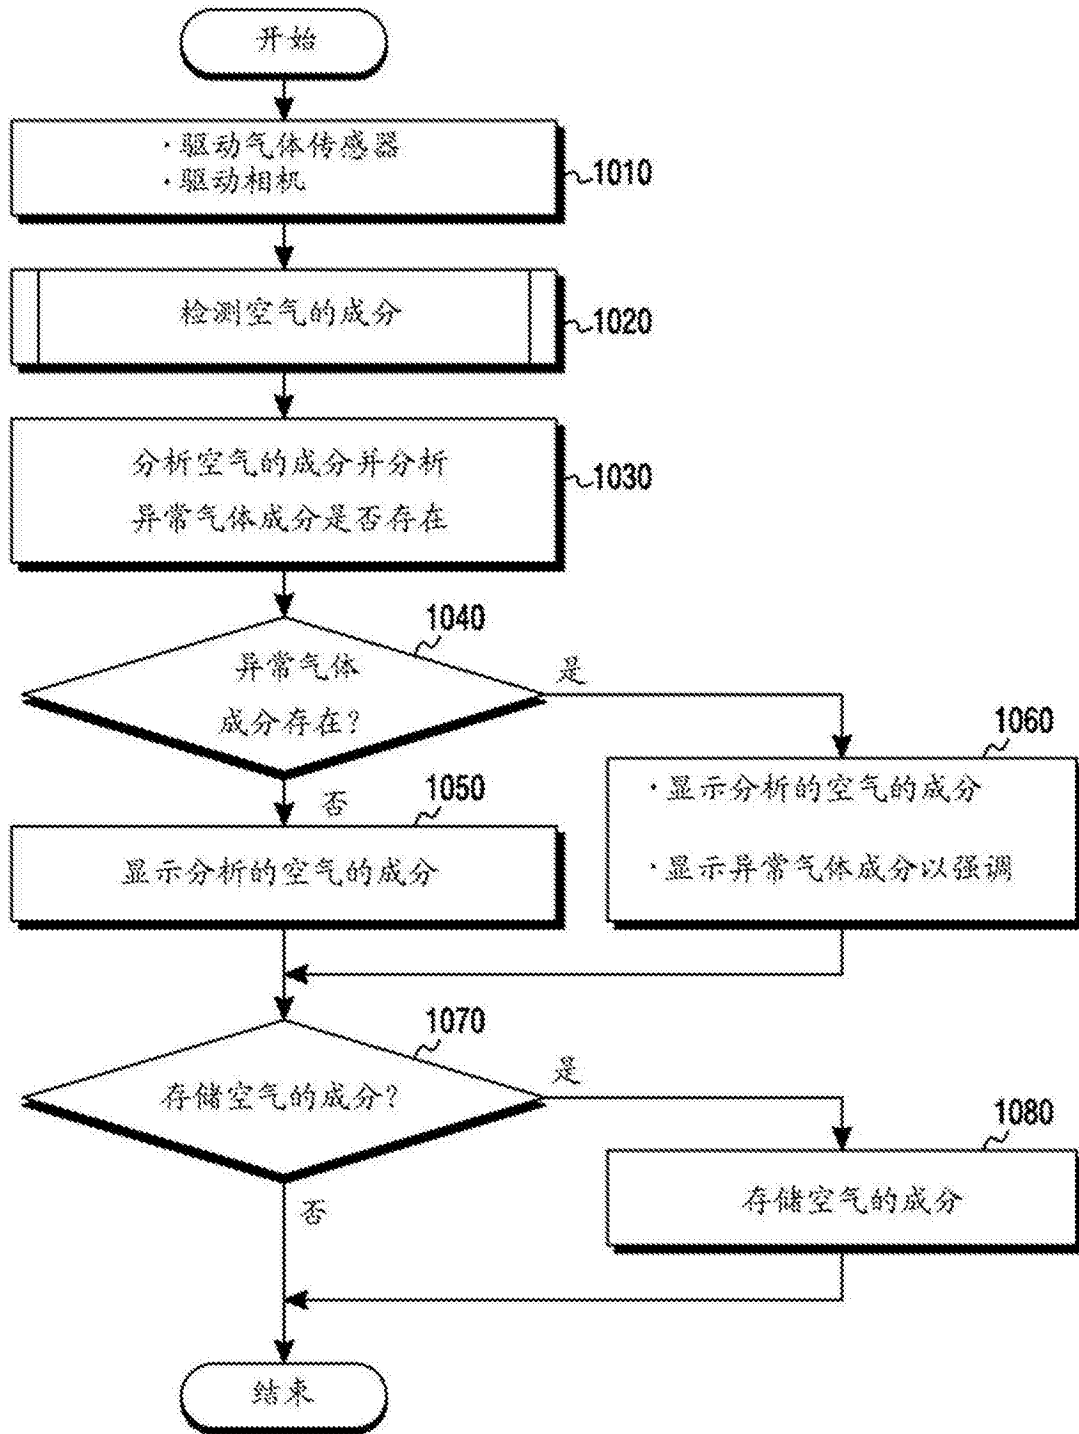 开始
·驱动气体传感器
·驱动相机
1010
检测空气的成分
1020
分析空气的成分并分析
异常气体成分是否存在
1030
1040
异常气体
成分存在?
是
否
1050
显示分析的空气的成分
1060
·显示分析的空气的成分
·显示异常气体成分以强调
1070
存储空气的成分?
是
否
1080
存储空气的成分
结束